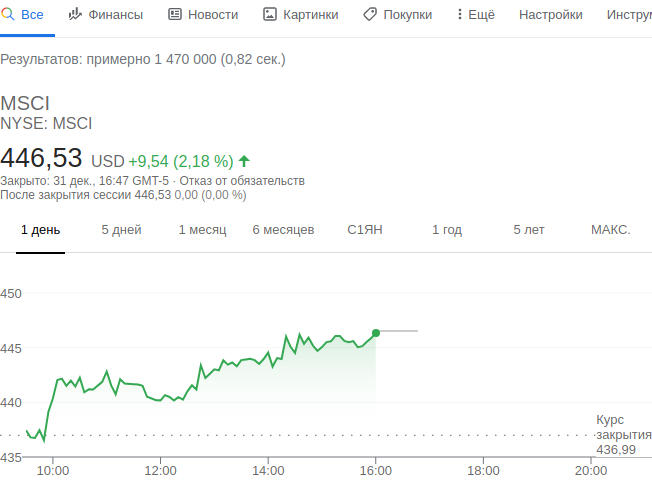 Все Финансы Новости Картинки Покупки Ещё Настройки Инстру
Результатов: примерно 1 470 000 (0,82 сек.)
MSCI
NYSE: MSCI
446,53 USD +9,54 (2,18 %)
Закрыто: 31 дек., 16:47 GMT-5 · Отказ от обязательств
После закрытия сессии 446,53 0,00 (0,00 %)
1 день 5 дней 1 месяц 6 месяцев С1ЯН 1 год 5 лет МАКС.
450
445
440
Курс
закрытия
436,99
435
10:00 12:00 14:00 16:00 18:00 20:00